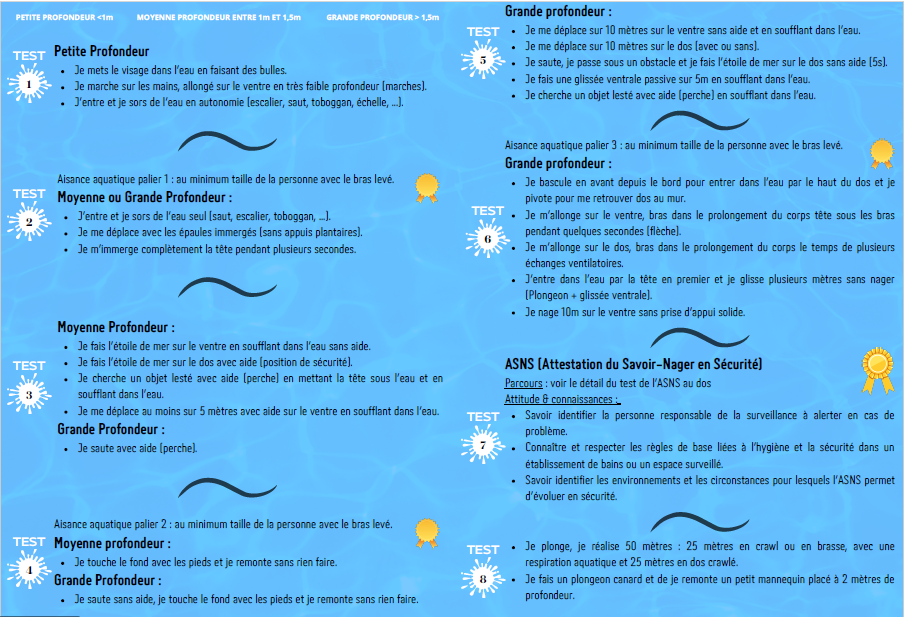 PETITE PROFONDEUR <1m
MOYENNE PROFONDEUR ENTRE 1m ET 1,5m
GRANDE PROFONDEUR > 1,5m
TEST
1
Petite Profondeur
• Je mets le visage dans l'eau en faisant des bulles.
• Je marche sur les mains, allongé sur le ventre en très faible profondeur (marches).
• J'entre et je sors de l'eau en autonomie (escalier, saut, toboggan, échelle, ...).
Aisance aquatique palier 1 : au minimum taille de la personne avec le bras levé.
TEST
2
Moyenne ou Grande Profondeur :
• J'entre et je sors de l'eau seul (saut, escalier, toboggan, ...).
• Je me déplace avec les épaules immergés (sans appuis plantaires).
• Je m'immerge complètement la tête pendant plusieurs secondes.
Moyenne Profondeur :
TEST
3
• Je fais l'étoile de mer sur le ventre en soufflant dans l'eau sans aide.
• Je fais l'étoile de mer sur le dos avec aide (position de sécurité).
• Je cherche un objet lesté avec aide (perche) en mettant la tête sous l'eau et en
soufflant dans l'eau.
• Je me déplace au moins sur 5 mètres avec aide sur le ventre en soufflant dans l'eau.
Grande Profondeur :
• Je saute avec aide (perche).
Aisance aquatique palier 2 : au minimum taille de la personne avec le bras levé.
TEST
4
Moyenne profondeur :
• Je touche le fond avec les pieds et je remonte sans rien faire.
Grande Profondeur :
• Je saute sans aide, je touche le fond avec les pieds et je remonte sans rien faire.
Grande profondeur :
TEST
5
• Je me déplace sur 10 mètres sur le ventre sans aide et en soufflant dans l'eau.
• Je me déplace sur 10 mètres sur le dos (avec ou sans).
• Je saute, je passe sous un obstacle et je fais l'étoile de mer sur le dos sans aide (5s).
• Je fais une glissée ventrale passive sur 5m en soufflant dans l'eau.
• Je cherche un objet lesté avec aide (perche) en soufflant dans l'eau.
Aisance aquatique palier 3 : au minimum taille de la personne avec le bras levé.
Grande profondeur :
TEST
6
• Je bascule en avant depuis le bord pour entrer dans l'eau par le haut du dos et je
pivote pour me retrouver dos au mur.
• Je m'allonge sur le ventre, bras dans le prolongement du corps tête sous les bras
pendant quelques secondes (flèche).
• Je m'allonge sur le dos, bras dans le prolongement du corps le temps de plusieurs
échanges ventilatoires.
• J'entre dans l'eau par la tête en premier et je glisse plusieurs mètres sans nager
(Plongeon + glissée ventrale).
• Je nage 10m sur le ventre sans prise d'appui solide.
ASNS (Attestation du Savoir-Nager en Sécurité)
Parcours : voir le détail du test de l'ASNS au dos
Attitude & connaissances :
TEST
7
• Savoir identifier la personne responsable de la surveillance à alerter en cas de
problème.
• Connaître et respecter les règles de base liées à l'hygiène et la sécurité dans un
établissement de bains ou un espace surveillé.
• Savoir identifier les environnements et les circonstances pour lesquels l'ASNS permet
d'évoluer en sécurité.
TEST
8
• Je plonge, je réalise 50 mètres : 25 mètres en crawl ou en brasse, avec une
respiration aquatique et 25 mètres en dos crawlé.
• Je fais un plongeon canard et de je remonte un petit mannequin placé à 2 mètres de
profondeur.